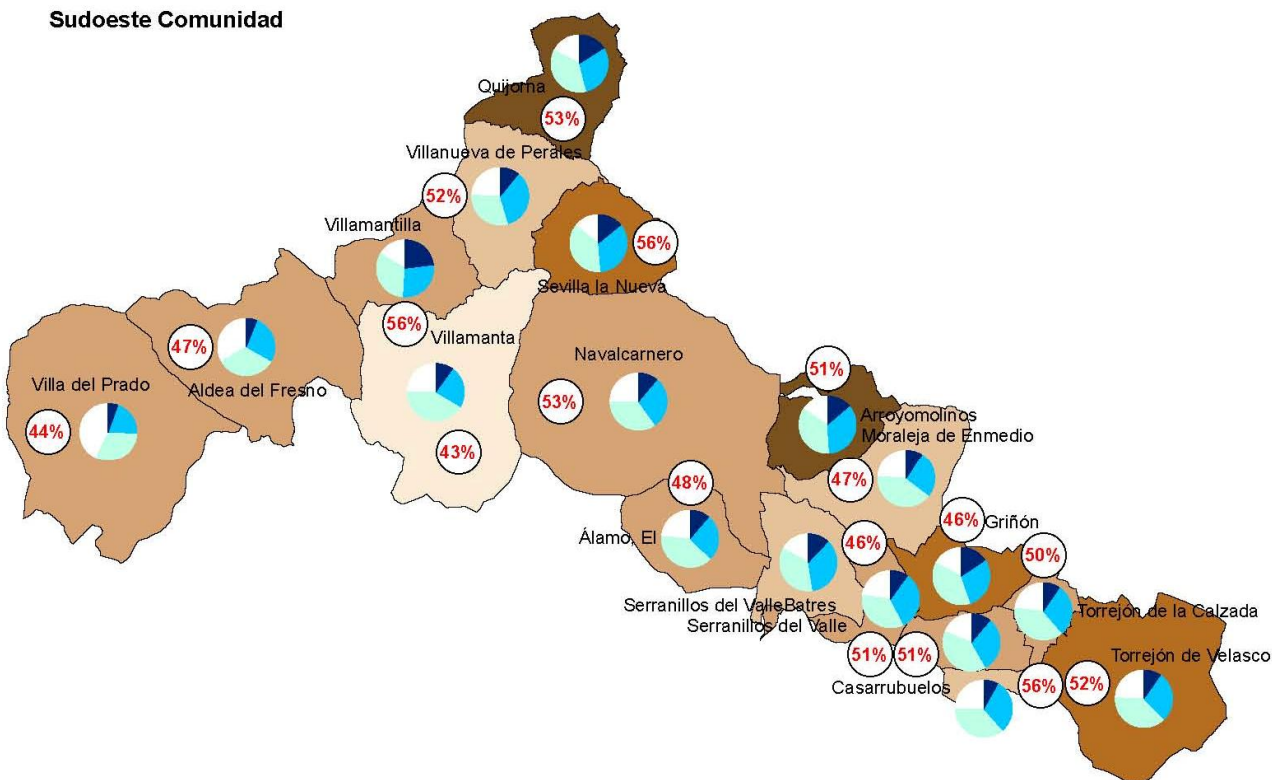 Sudoeste Comunidad
Quijorna
53%
Villanueva de Perales
52%
Villamantilla
56%
Sevilla la Nueva
56%
Villamanta
47%
Aldea del Fresno
Navalcarnero
51%
Villa del Prado
53%
44%
Arroyomolinos
Moraleja de Enmedio
43%
47%
48%
46%
Griñón
Álamo, El
46%
50%
Serranillos del Valle
Batres
Torrejón de la Calzada
Serranillos del Valle
51%
51%
Torrejón de Velasco
Casarrubuelos
56%
52%